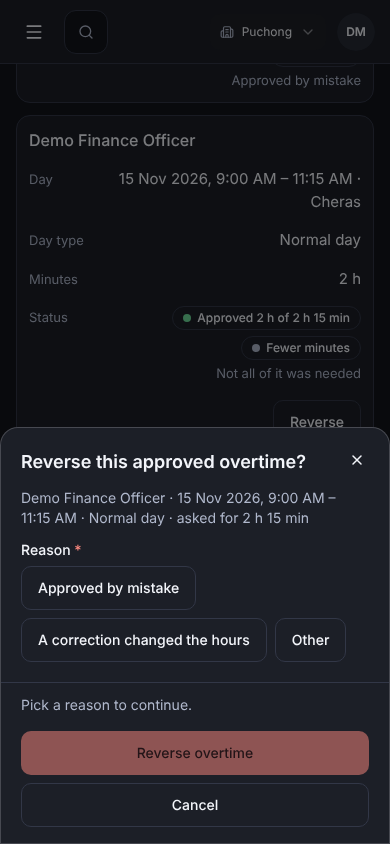 Puchong
DM
Approved by mistake
Demo Finance Officer
Day
15 Nov 2026, 9:00 AM – 11:15 AM ·
Cheras
Day type
Normal day
Minutes
2 h
Status
Approved 2 h of 2 h 15 min
Fewer minutes
Not all of it was needed
Reverse
Reverse this approved overtime?
Demo Finance Officer · 15 Nov 2026, 9:00 AM –
11:15 AM · Normal day · asked for 2 h 15 min
Reason *
Approved by mistake
A correction changed the hours
Other
Pick a reason to continue.
Reverse overtime
Cancel